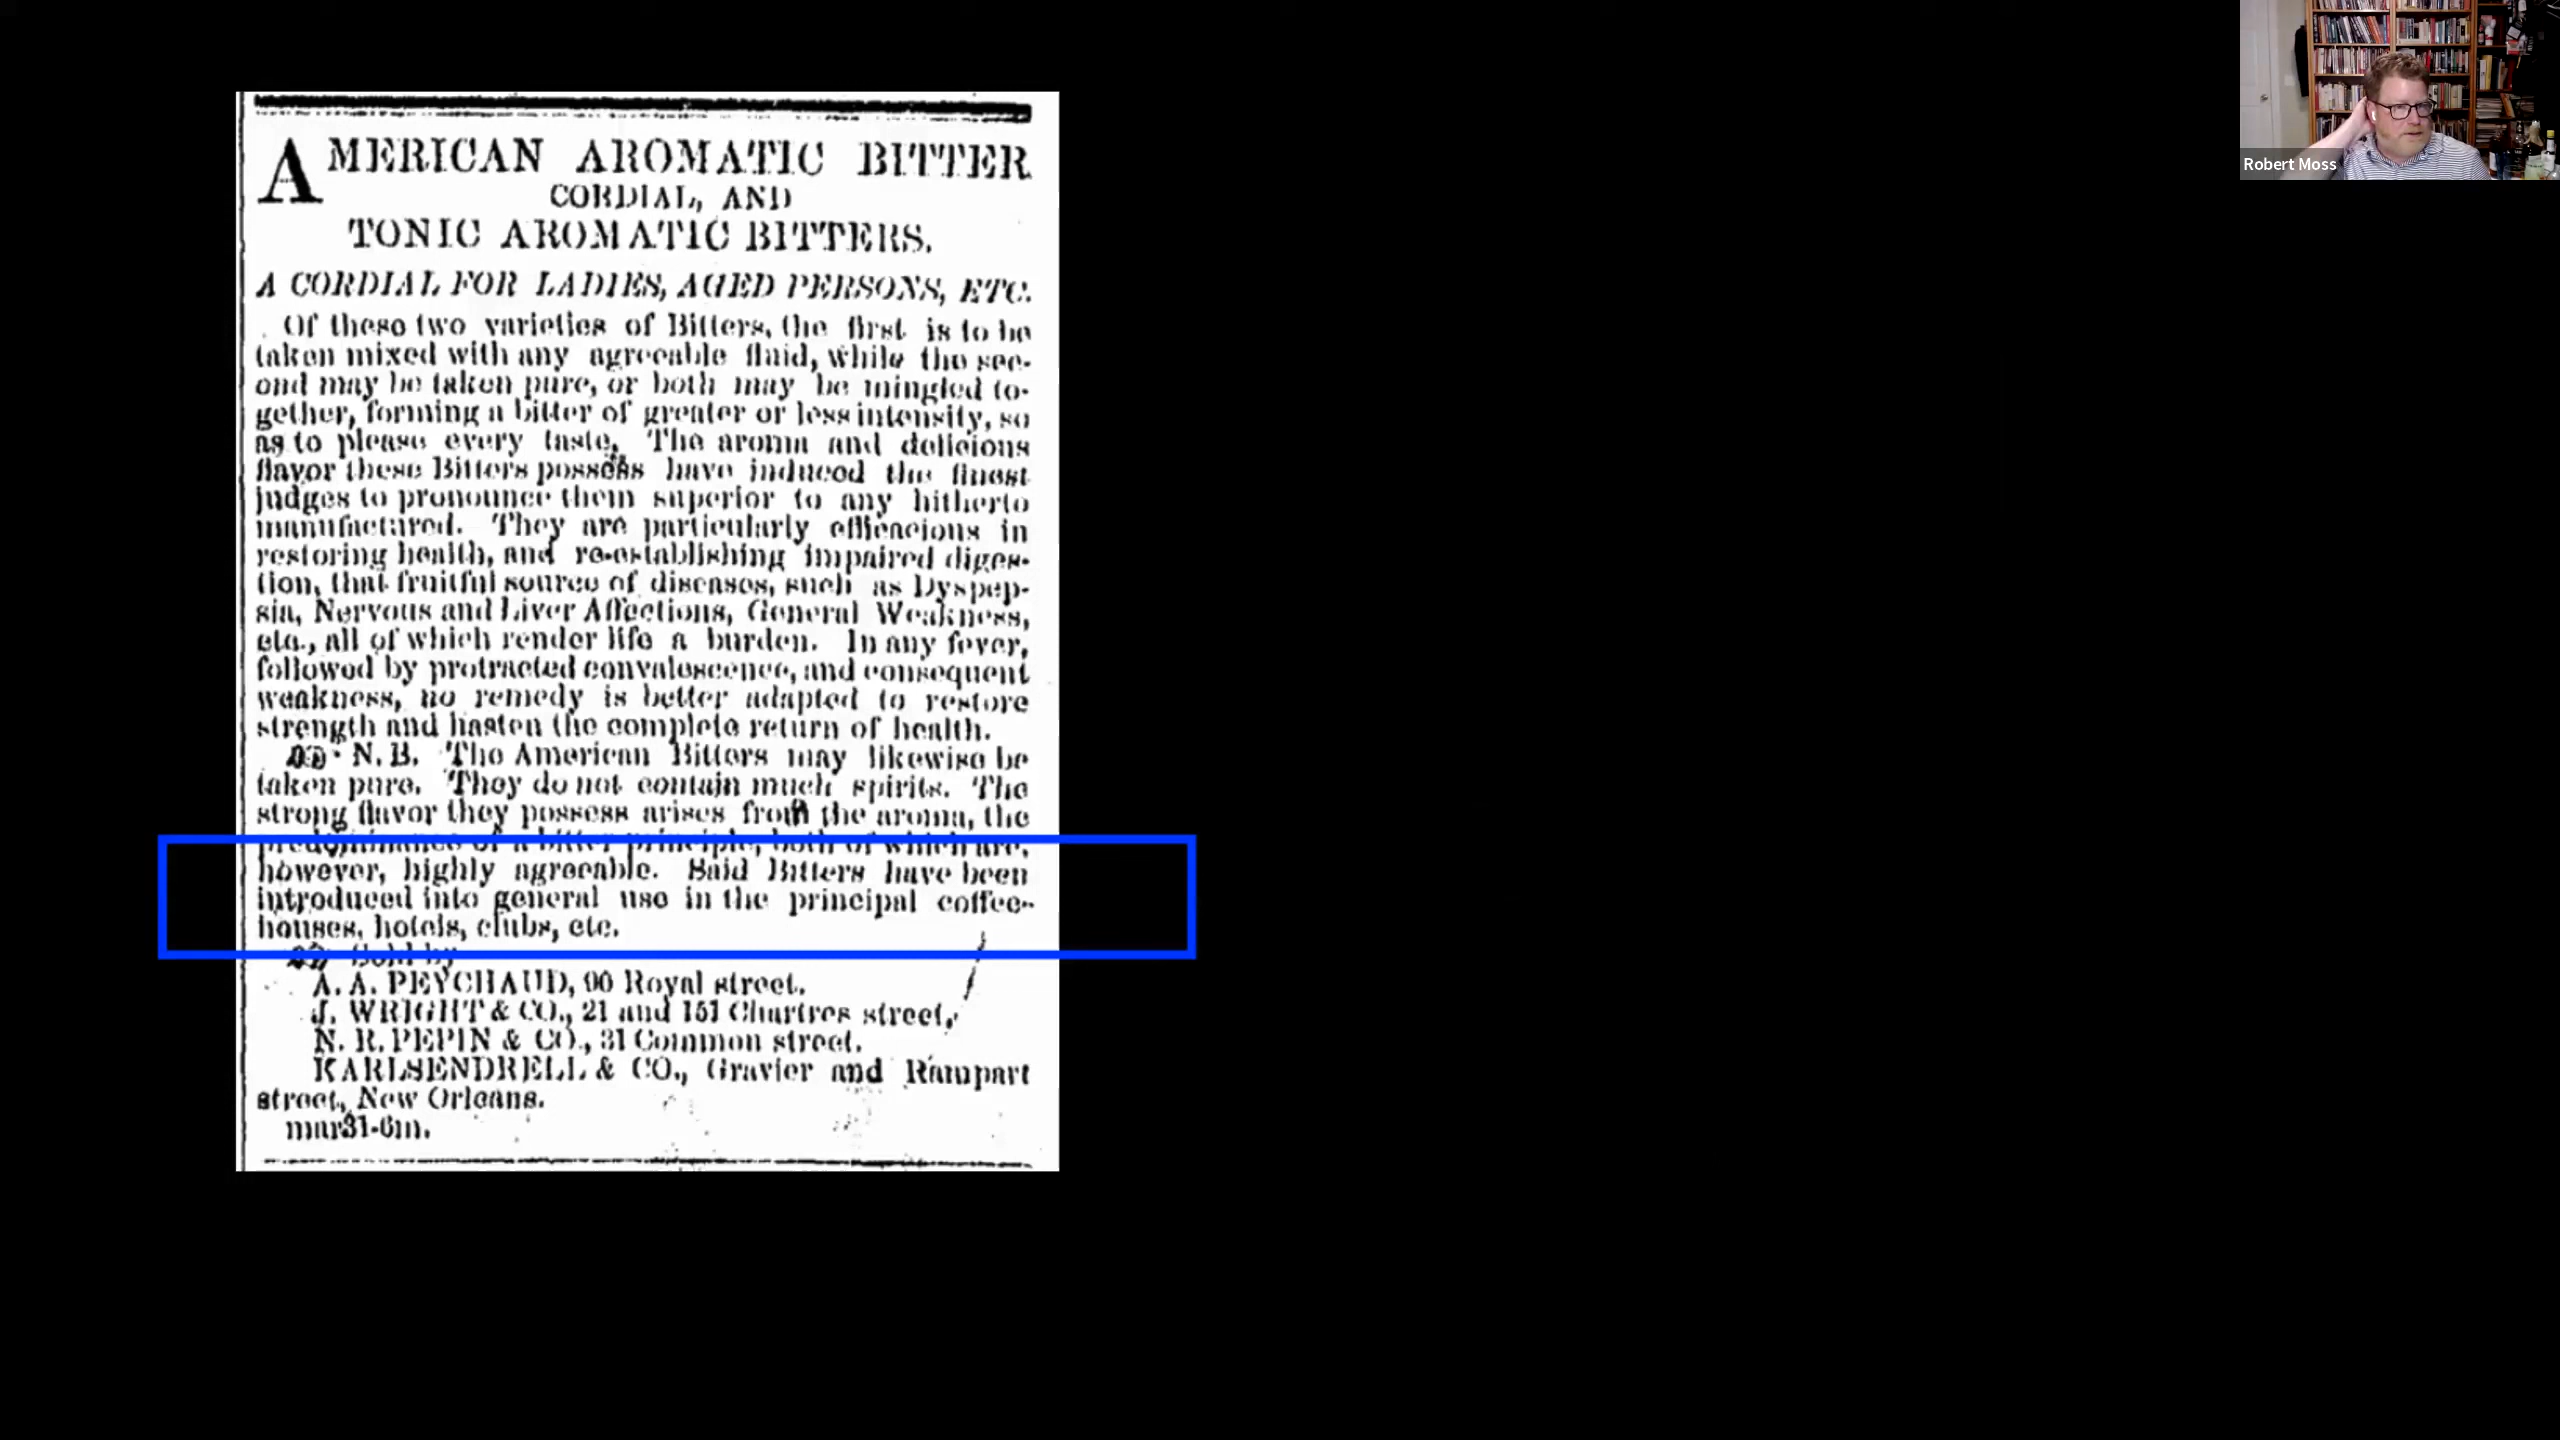 AMERICAN AROMATIC BITTER
CORDIAL, AND
TONIC AROMATIC BITTERS.
A CORDIAL FOR LADIES, AGED PERSONS, ETC.
Of these two varieties of Bitters, the first is to be
taken mixed with any agreeable fluid, while the sec-
ond may be taken pure, or both may be mingled to-
gether, forming a bitter of greater or less intensity, so
as to please every taste. The aroma and delicious
flavor these Bitters possess have induced the finest
judges to pronounce them superior to any hitherto
manufactured. They are particularly efficacious in
restoring health, and re-establishing impaired diges-
tion, that fruitful source of diseases, such as Dyspep-
sia, Nervous and Liver Affections, General Weakness,
etc., all of which render life a burden. In any fever,
followed by protracted convalescence, and consequent
weakness, no remedy is better adapted to restore
strength and hasten the complete return of health.
N. B. The American Bitters may likewise be
taken pure. They do not contain much spirits. The
strong flavor they possess arises from the aroma, the
predominance of a bitter principle, both of which are,
however, highly agreeable. Said Bitters have been
introduced into general use in the principal coffee-
houses, hotels, clubs, etc.
Sold by
A. A. PEYCHAUD, 90 Royal street.
J. WRIGHT & CO., 21 and 151 Chartres street,
N. R. PEPIN & CO., 31 Common street.
KARLSENDRELL & CO., Gravier and Rampart
street, New Orleans.
mar31-6m.
Robert Moss